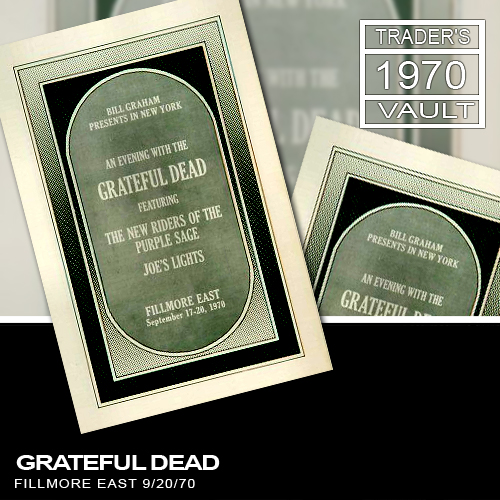 BILL GRAHAM
PRESENTS IN NEW YORK
AN EVENING WITH THE
GRATEFUL DEAD
FEATURING
THE NEW RIDERS OF THE
PURPLE SAGE
JOE'S LIGHTS
FILLMORE EAST
September 17-20, 1970
TRADER'S
1970
VAULT
BILL GRAHAM
PRESENTS IN NEW YORK
AN EVENING WITH THE
GRATEFUL DEAD
GRATEFUL DEAD
FILLMORE EAST 9/20/70